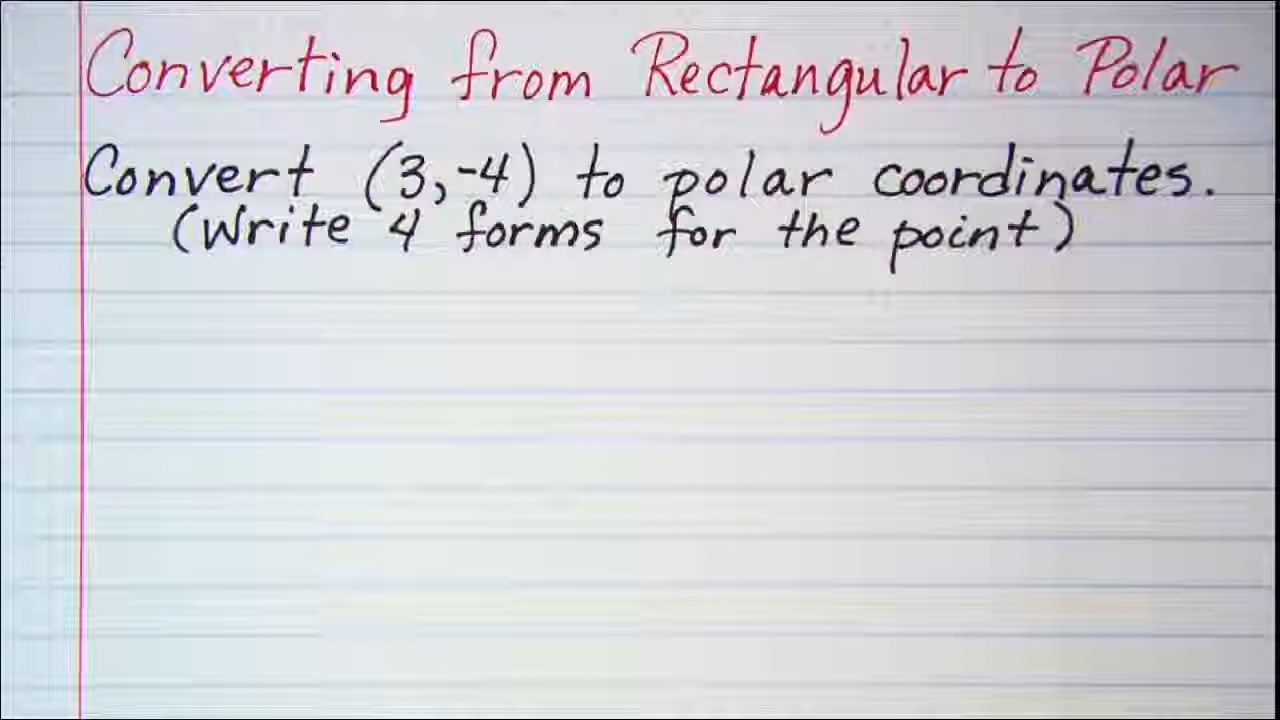 Converting from Rectangular to Polar
Convert (3,-4) to polar coordinates.
(Write 4 forms for the point)